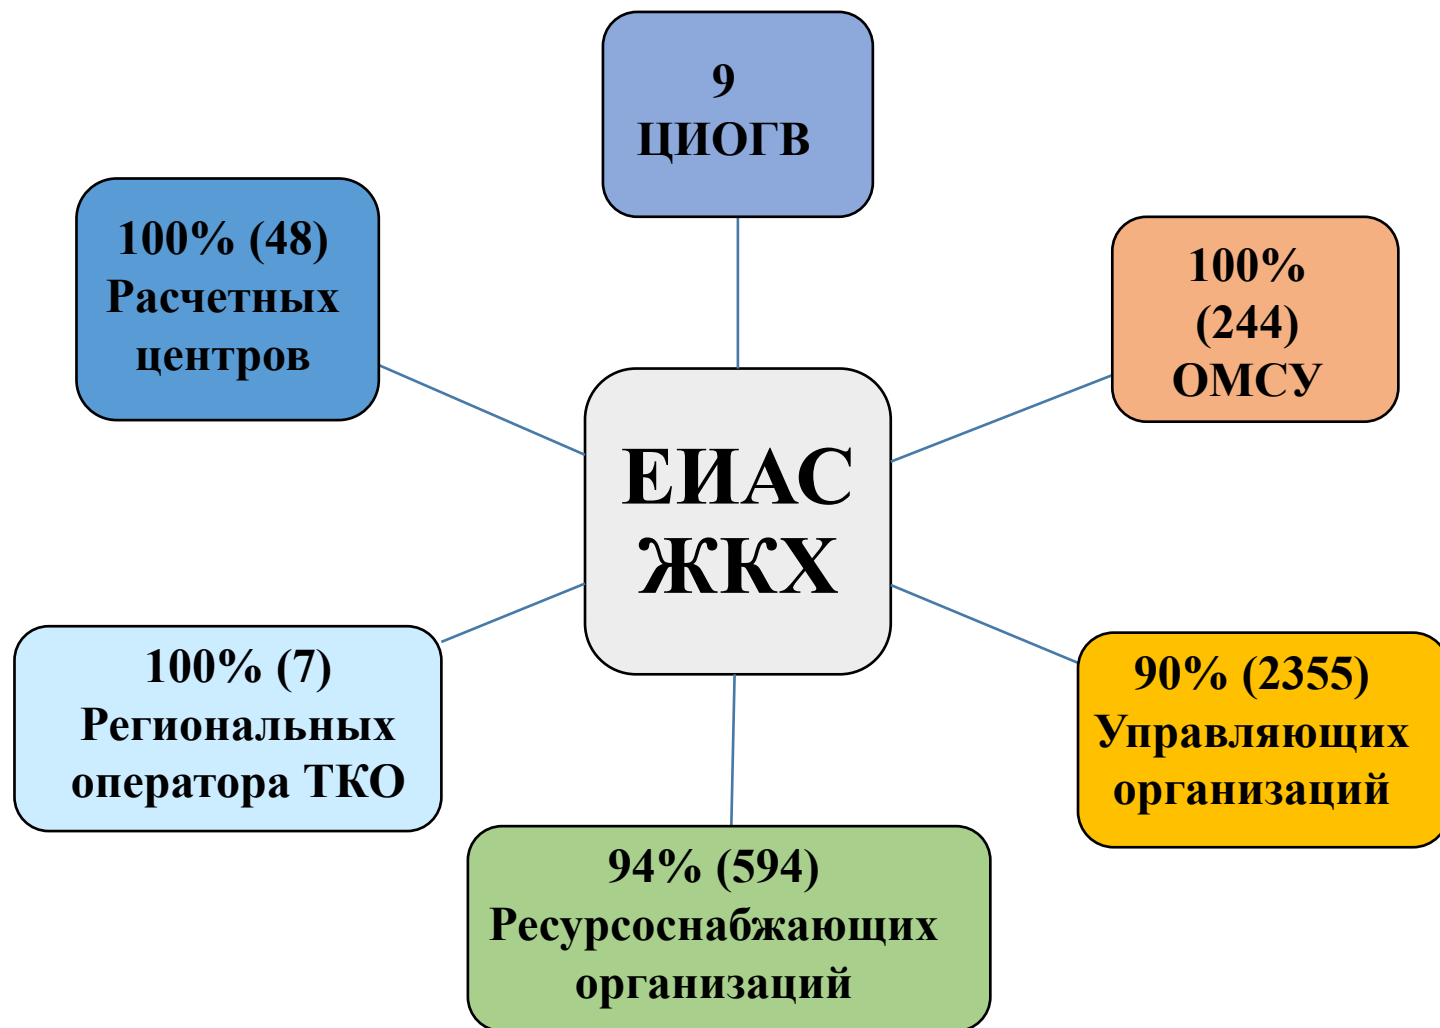 9
ЦИОГВ
100% (48)
Расчетных
центров
100%
(244)
ОМСУ
ЕИАС
ЖКХ
100% (7)
Региональных
оператора ТКО
90% (2355)
Управляющих
организаций
94% (594)
Ресурсоснабжающих
организаций